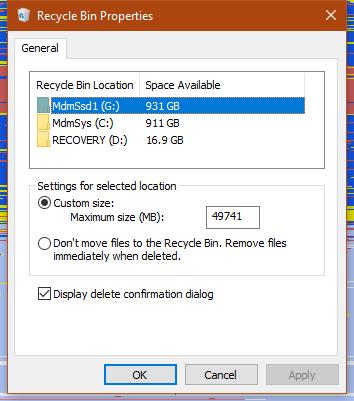 Recycle Bin Properties
General
Recycle Bin Location Space Available
MdmSsd1 (G:) 931 GB
MdmSys (C:) 911 GB
RECOVERY (D:) 16.9 GB
Settings for selected location
Custom size:
Maximum size (MB): 49741
Don't move files to the Recycle Bin. Remove files
immediately when deleted.
Display delete confirmation dialog
OK Cancel Apply